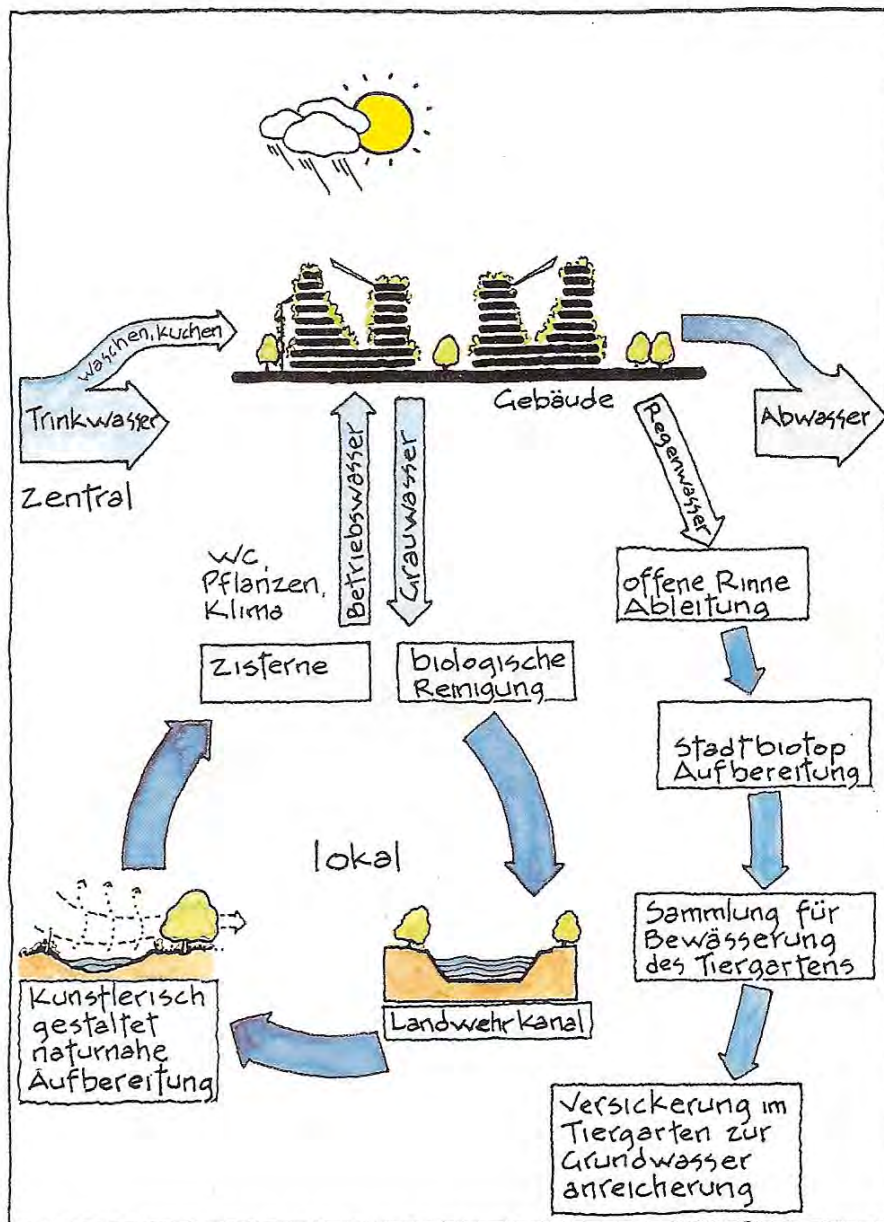 waschen, kuchen
Trinkwasser
Zentral
Gebäude
Abwasser
Regenwasser
Betriebswasser
Grauwasser
WC,
Pflanzen,
Klima
Zisterne
biologische
Reinigung
offene Rinne
Ableitung
Stadtbiotop
Aufbereitung
Sammlung für
Bewässerung
des Tiergartens
Versickerung im
Tiergarten zur
Grundwasser
anreicherung
lokal
Landwehrkanal
Kunstlerisch
gestaltet
naturnahe
Aufbereitung